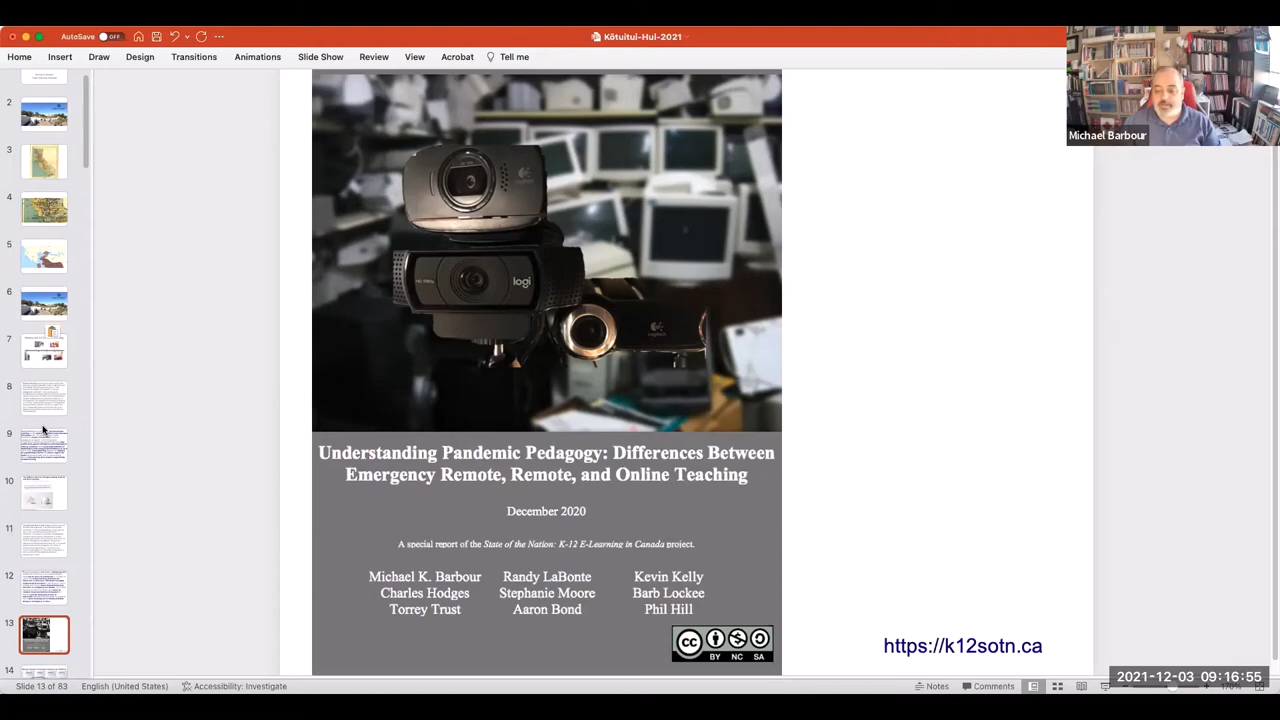 AutoSave OFF
Kōtuitui-Hui-2021
Home Insert Draw Design Transitions Animations Slide Show Review View Acrobat Tell me
Michael Barbour
2
3
4
5
6
7
8
9
10
11
12
13
14
logi
Understanding Pandemic Pedagogy: Differences Between
Emergency Remote, Remote, and Online Teaching
December 2020
A special report of the State of the Nation: K-12 E-Learning in Canada project.
Michael K. Barbour Randy LaBonte Kevin Kelly
Charles Hodges Stephanie Moore Barb Lockee
Torrey Trust Aaron Bond Phil Hill
CC BY NC SA
https://k12sotn.ca
Slide 13 of 83 English (United States) Accessibility: Investigate Notes Comments
2021-12-03 09:16:55